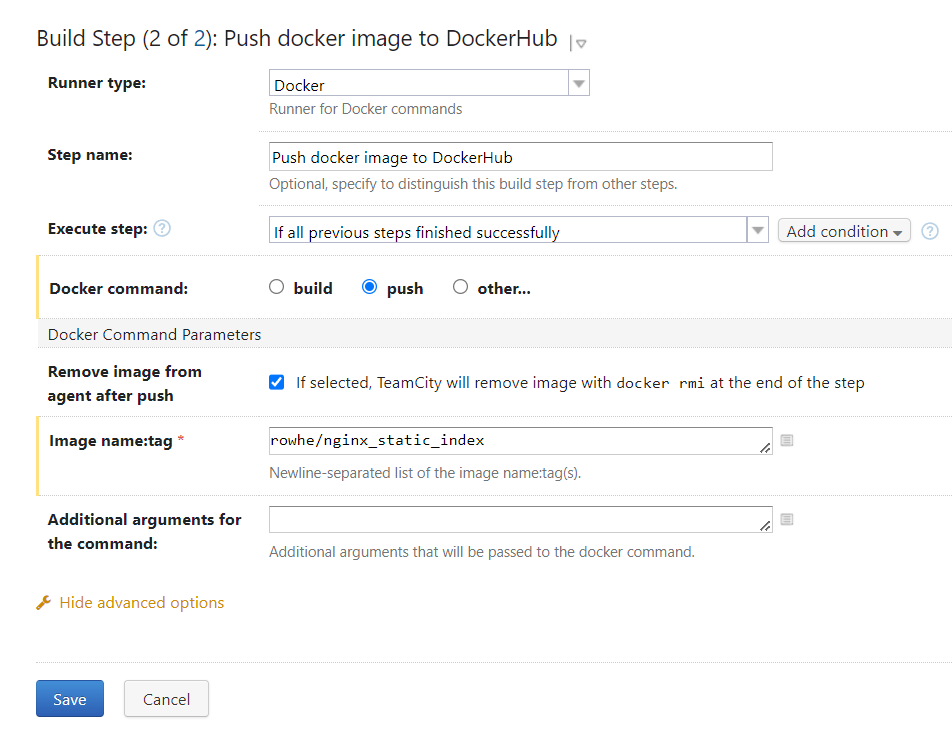 Build Step (2 of 2): Push docker image to DockerHub
Runner type:
Docker
Runner for Docker commands
Step name:
Push docker image to DockerHub
Optional, specify to distinguish this build step from other steps.
Execute step: ?
If all previous steps finished successfully
Add condition
?
Docker command:
build push other...
Docker Command Parameters
Remove image from
agent after push
If selected, TeamCity will remove image with docker rmi at the end of the step
Image name:tag *
rowhe/nginx_static_index
Newline-separated list of the image name:tag(s).
Additional arguments for
the command:
Additional arguments that will be passed to the docker command.
Hide advanced options
Save Cancel